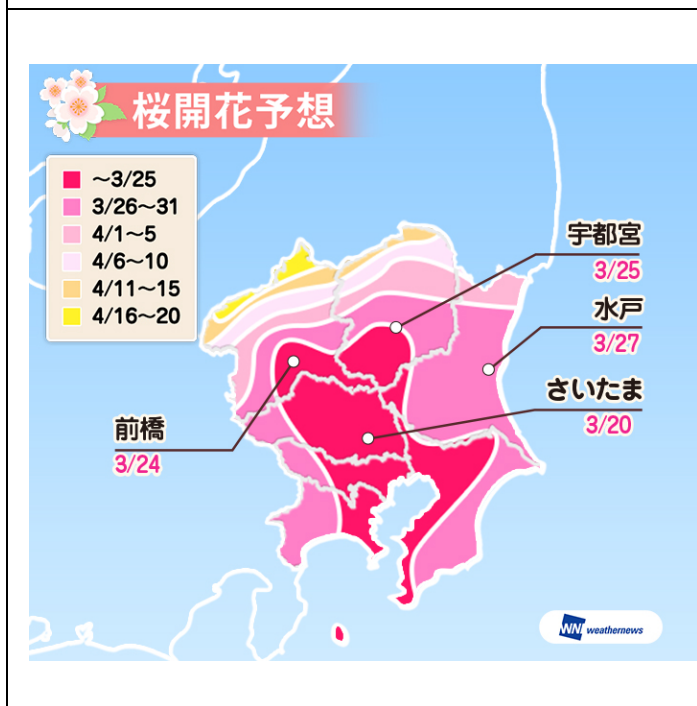 桜開花予想
～3/25
3/26～31
4/1～5
4/6～10
4/11～15
4/16～20
宇都宮
3/25
水戸
3/27
さいたま
3/20
前橋
3/24
WN weathernews